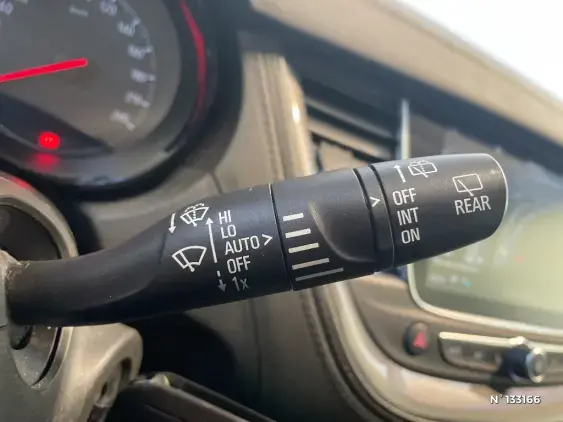 HI
LO
AUTO >
OFF
1x
>
OFF
INT
ON
REAR
N°133166